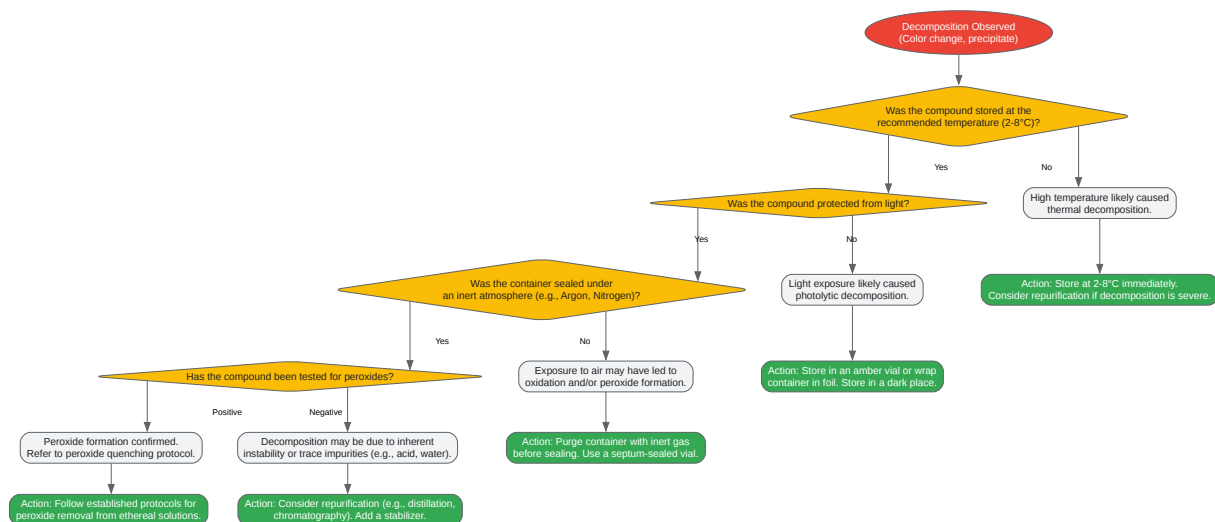 Decomposition Observed
(Color change, precipitate)
Was the compound stored at the
recommended temperature (2-8°C)?
Yes
No
Was the compound protected from light?
High temperature likely caused
thermal decomposition.
Yes
No
Was the container sealed under
an inert atmosphere (e.g., Argon, Nitrogen)?
Light exposure likely caused
photolytic decomposition.
Action: Store at 2-8°C immediately.
Consider repurification if decomposition is severe.
Yes
No
Has the compound been tested for peroxides?
Exposure to air may have led to
oxidation and/or peroxide formation.
Action: Store in an amber vial or wrap
container in foil. Store in a dark place.
Positive
Negative
Peroxide formation confirmed.
Refer to peroxide quenching protocol.
Decomposition may be due to inherent
instability or trace impurities (e.g., acid, water).
Action: Purge container with inert gas
before sealing. Use a septum-sealed vial.
Action: Follow established protocols for
peroxide removal from ethereal solutions.
Action: Consider repurification (e.g., distillation,
chromatography). Add a stabilizer.